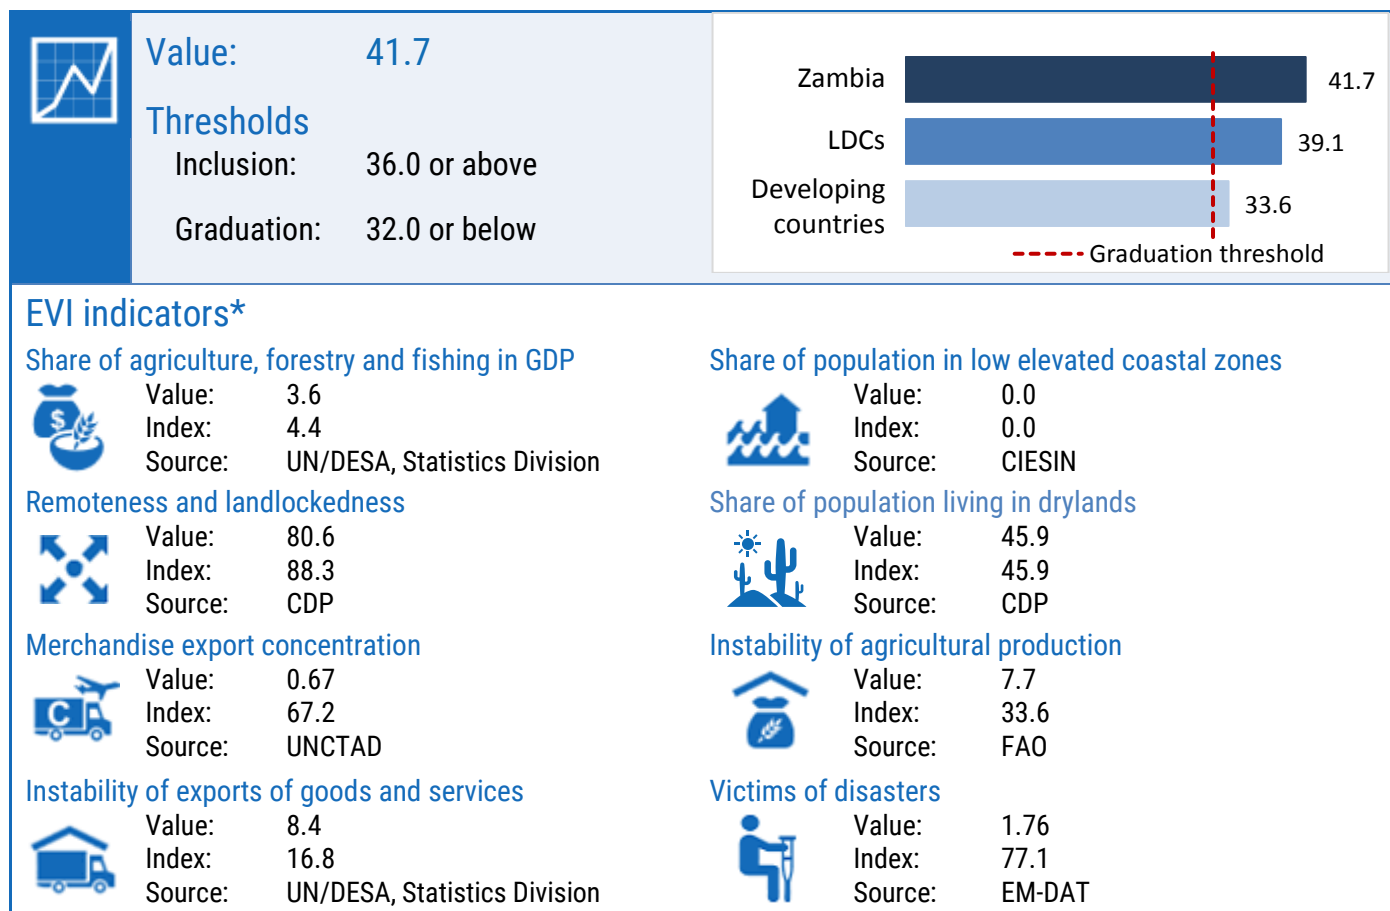 Value: 41.7
Thresholds
Inclusion: 36.0 or above
Graduation: 32.0 or below
Zambia 41.7
LDCs 39.1
Developing
countries 33.6
Graduation threshold
EVI indicators*
Share of agriculture, forestry and fishing in GDP
Value: 3.6
Index: 4.4
Source: UN/DESA, Statistics Division
Share of population in low elevated coastal zones
Value: 0.0
Index: 0.0
Source: CIESIN
Remoteness and landlockedness
Value: 80.6
Index: 88.3
Source: CDP
Share of population living in drylands
Value: 45.9
Index: 45.9
Source: CDP
Merchandise export concentration
C
Value: 0.67
Index: 67.2
Source: UNCTAD
Instability of agricultural production
Value: 7.7
Index: 33.6
Source: FAO
Instability of exports of goods and services
Value: 8.4
Index: 16.8
Source: UN/DESA, Statistics Division
Victims of disasters
Value: 1.76
Index: 77.1
Source: EM-DAT
$